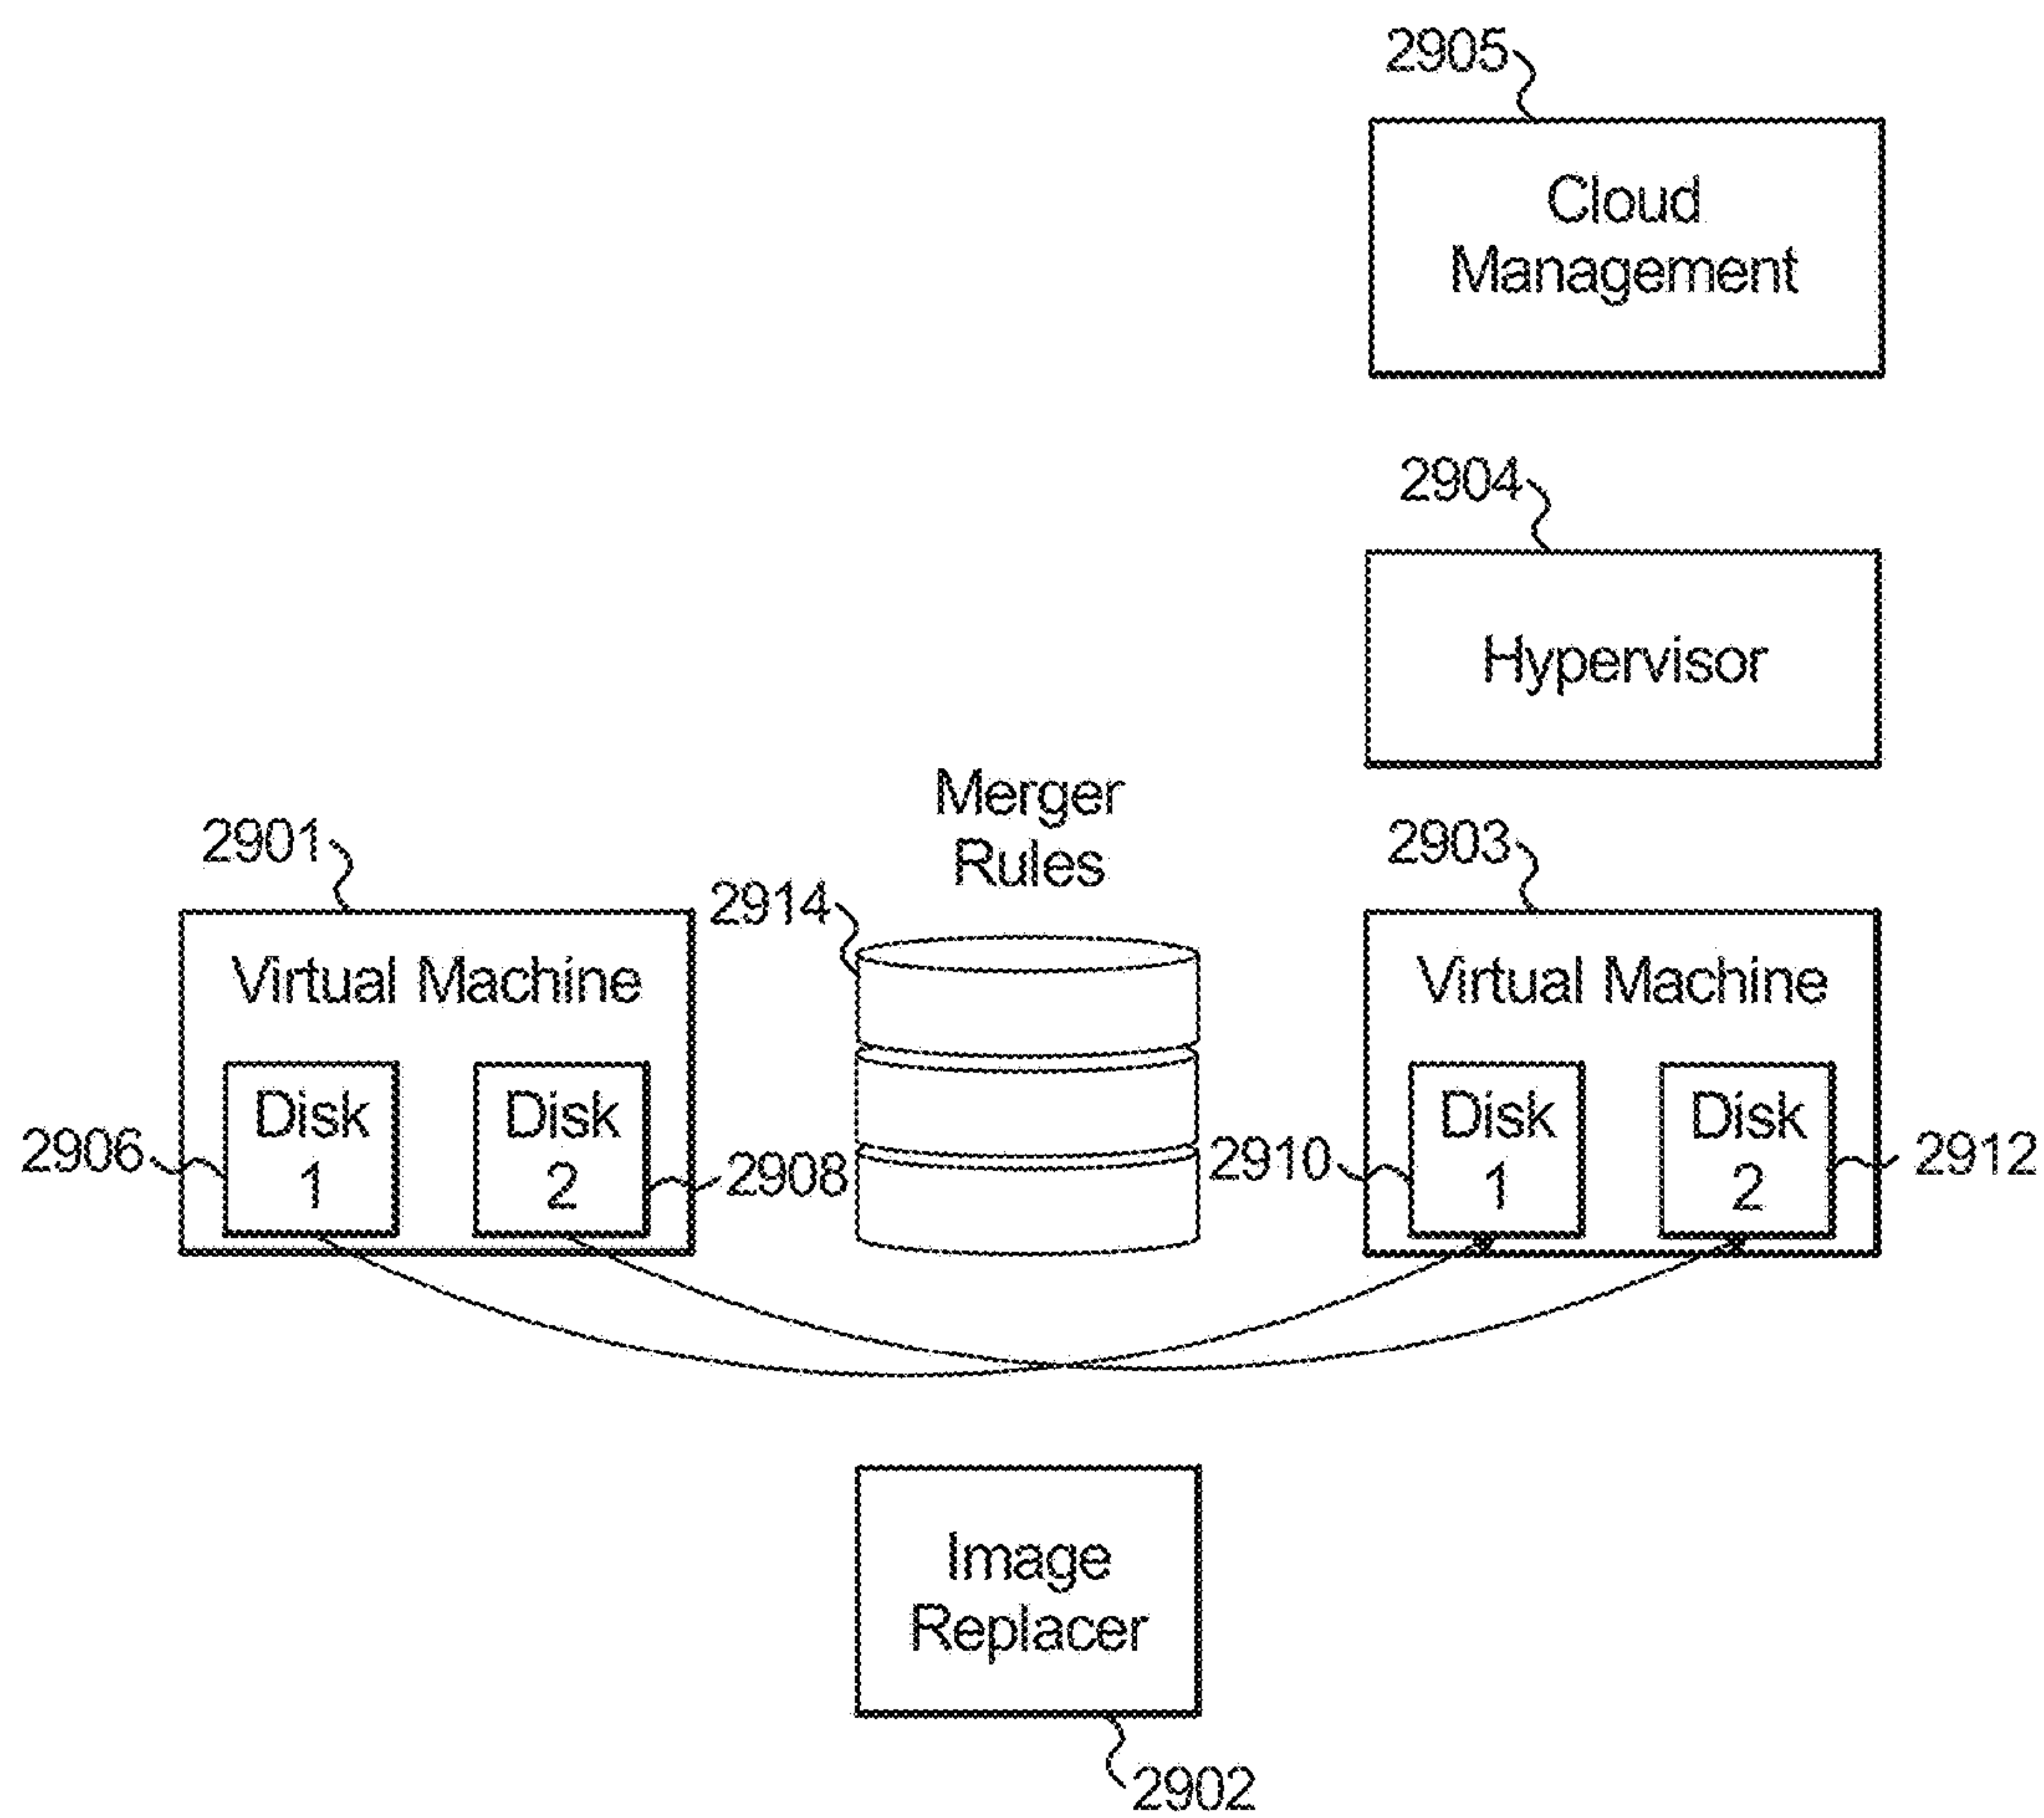 2905
Cloud
Management
2904
Hypervisor
Merger
Rules
2901
2914
2903
Virtual Machine
Virtual Machine
Disk
1
Disk
2
Disk
1
Disk
2
2906
2908
2910
2912
Image
Replacer
2902